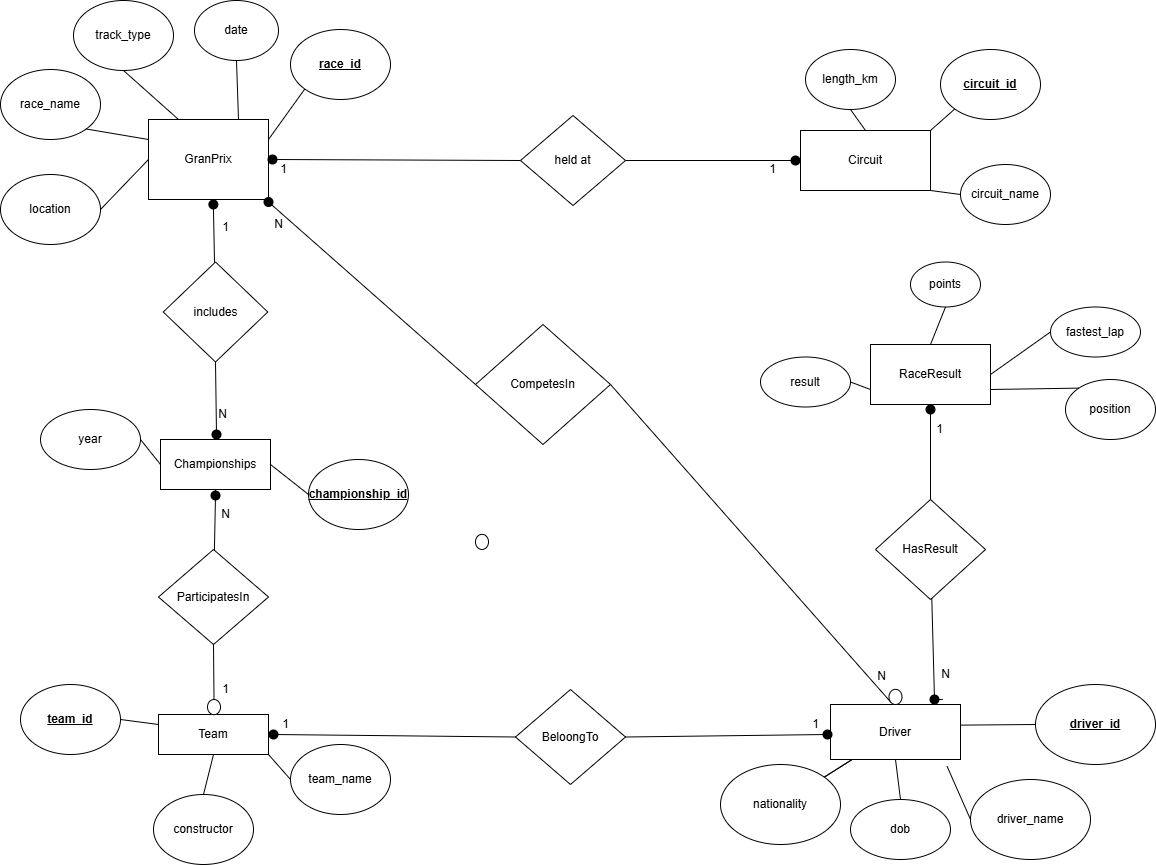 track_type
date
race_id
race_name
GranPrix
location
1
N
held at
1
length_km
circuit_id
Circuit
circuit_name
1
includes
N
CompetesIn
points
fastest_lap
RaceResult
result
position
1
year
Championships
championship_id
N
HasResult
ParticipatesIn
1
N
N
team_id
Team
1
BeloongTo
1
Driver
driver_id
team_name
constructor
nationality
dob
driver_name